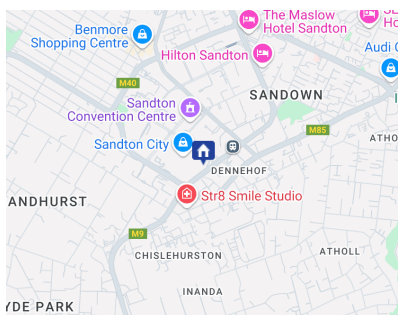 Benmore
Shopping Centre
The Maslow
Hotel Sandton
Hilton Sandton
Audi
M40
SANDOWN
Sandton
Convention Centre
M85
Sandton City
ATHO
DENNEHOF
Str8 Smile Studio
ANDHURST
M9
CHISLEHURSTON
ATHOLL
INANDA
YDE PARK